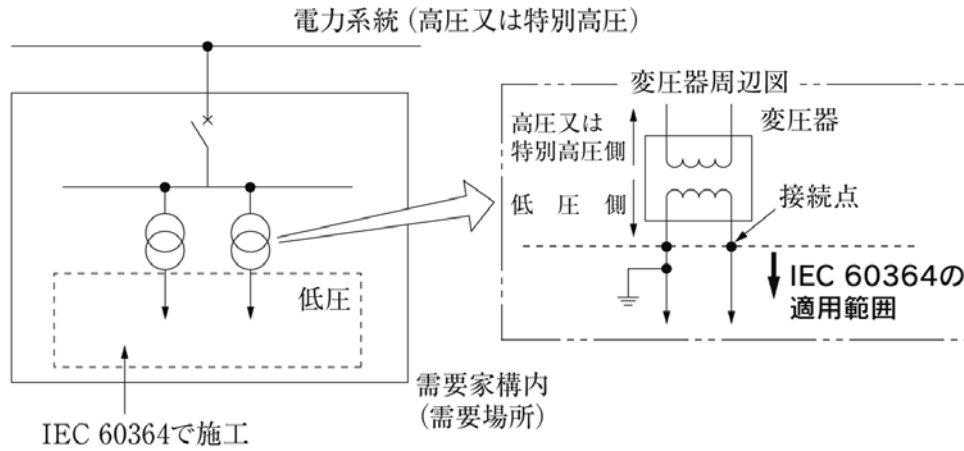 電力系統(高圧又は特別高圧)
低圧
需要家構内
(需要場所)
IEC 60364で施工
変圧器周辺図
高圧又は
特別高圧側
変圧器
低 圧 側
接続点
IEC 60364の
適用範囲